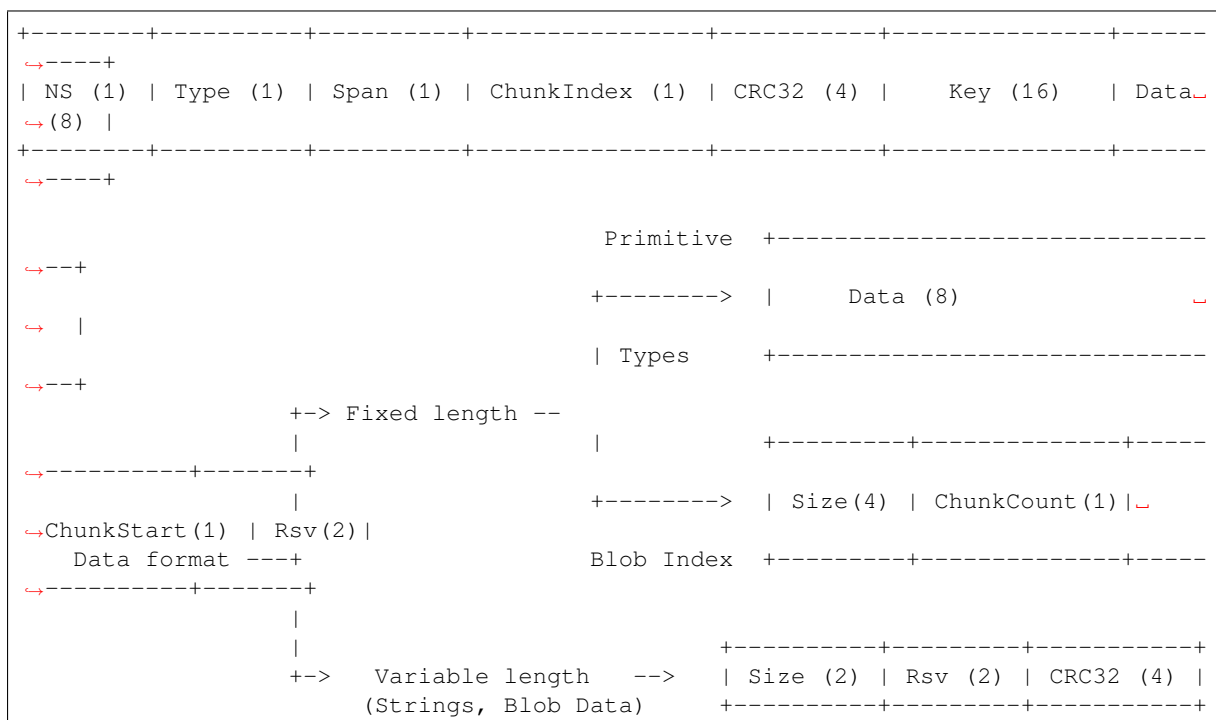 +--------+----------+----------+---------------+-----------+--------------+------
↪----+
| NS (1) | Type (1) | Span (1) | ChunkIndex (1) | CRC32 (4) |    Key (16)   | Data␣
↪(8) |
+--------+----------+----------+---------------+-----------+--------------+------
↪----+
Primitive  +-----------------------------
↪--+
+-------->  |     Data (8)                ␣
↪  |
| Types     +-----------------------------
↪--+
+-> Fixed length --
|                    |           +---------+--------------+-----
↪----------+-------+
|                    +-------->  | Size(4) | ChunkCount(1)|␣
↪ChunkStart(1) | Rsv(2)|
Data format ---+                   Blob Index  +---------+--------------+-----
↪----------+-------+
|
|                             +----------+---------+-----------+
+->   Variable length   -->   | Size (2) | Rsv (2) | CRC32 (4) |
(Strings, Blob Data)     +----------+---------+-----------+